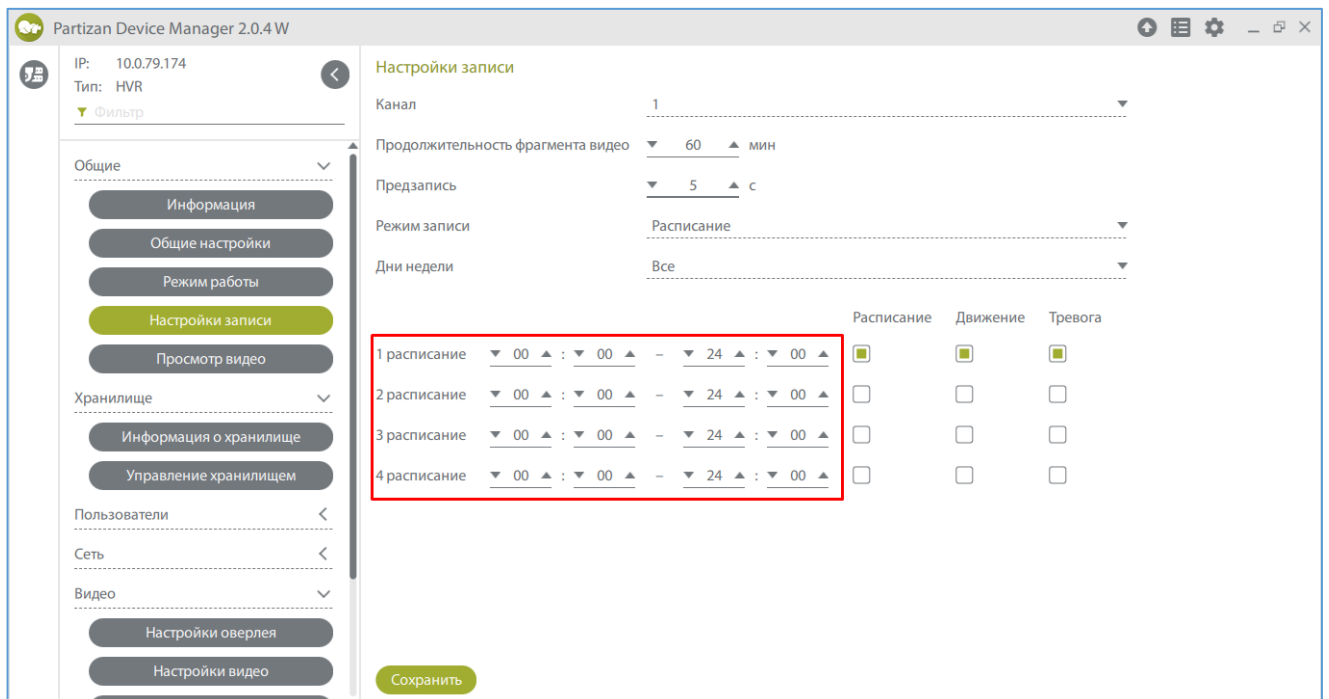 Partizan Device Manager 2.0.4 W
IP: 10.0.79.174
Тип: HVR
Фильтр
Общие
Информация
Общие настройки
Режим работы
Настройки записи
Просмотр видео
Хранилище
Информация о хранилище
Управление хранилищем
Пользователи
Сеть
Видео
Настройки оверлея
Настройки видео
Настройки записи
Канал 1
Продолжительность фрагмента видео 60 мин
Предзапись 5 с
Режим записи Расписание
Дни недели Все
Расписание Движение Тревога
1 расписание 00 : 00 – 24 : 00
2 расписание 00 : 00 – 24 : 00
3 расписание 00 : 00 – 24 : 00
4 расписание 00 : 00 – 24 : 00
Сохранить